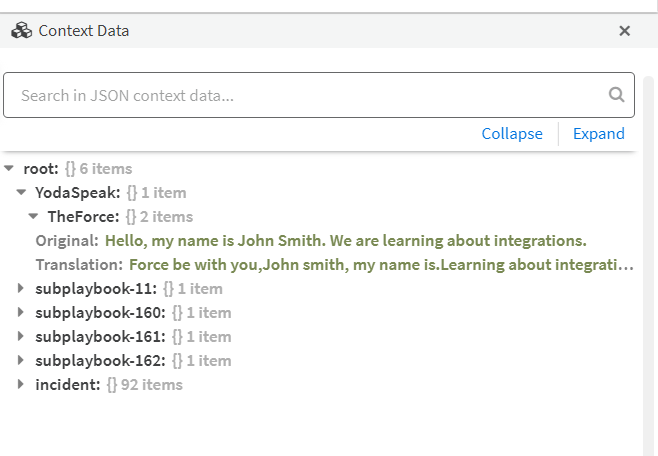 Context Data
Search in JSON context data...
Collapse Expand
root: {} 6 items
YodaSpeak: {} 1 item
TheForce: {} 2 items
Original: Hello, my name is John Smith. We are learning about integrations.
Translation: Force be with you,John smith, my name is.Learning about integrati...
subplaybook-11: {} 1 item
subplaybook-160: {} 1 item
subplaybook-161: {} 1 item
subplaybook-162: {} 1 item
incident: {} 92 items